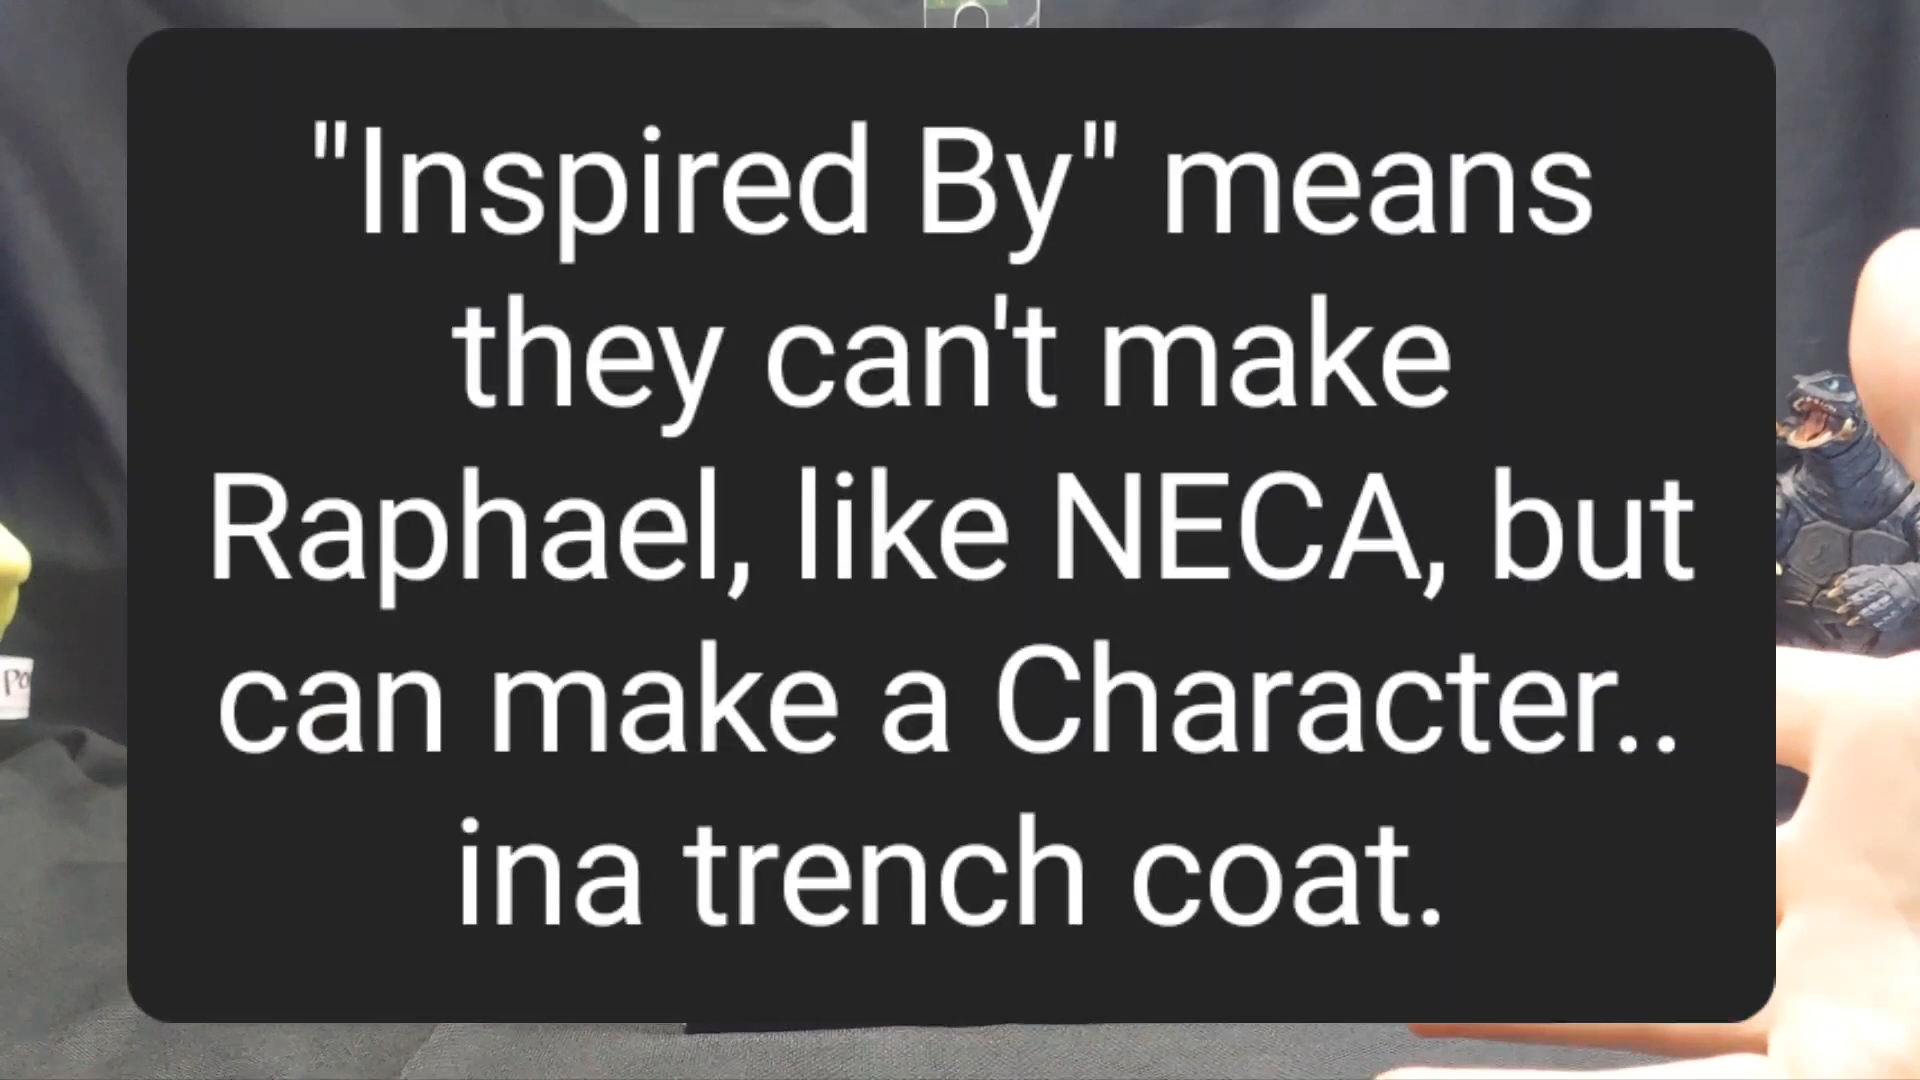 "Inspired By" means
they can't make
Raphael, like NECA, but
can make a Character..
ina trench coat.